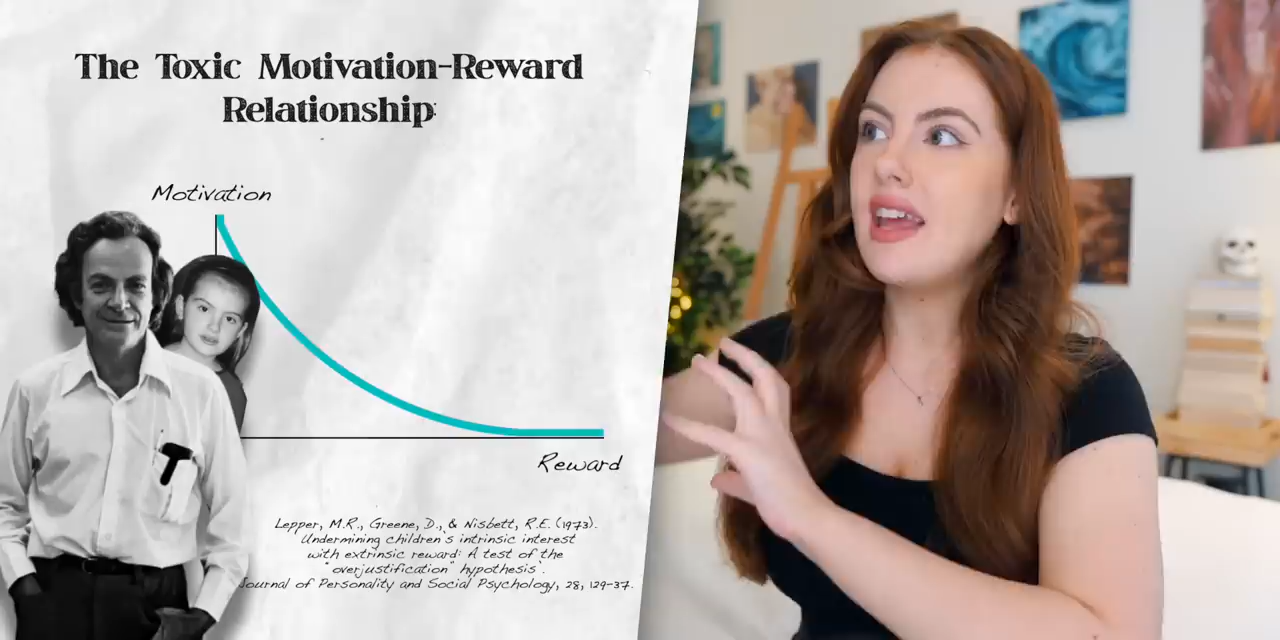 The Toxic Motivation-Reward
Relationship:
Motivation
Reward
Lepper, M.R., Greene, D., & Nisbett, R.E. (1973).
Undermining children's intrinsic interest
with extrinsic reward: A test of the
"overjustification" hypothesis.
Journal of Personality and Social Psychology, 28, 129-37.